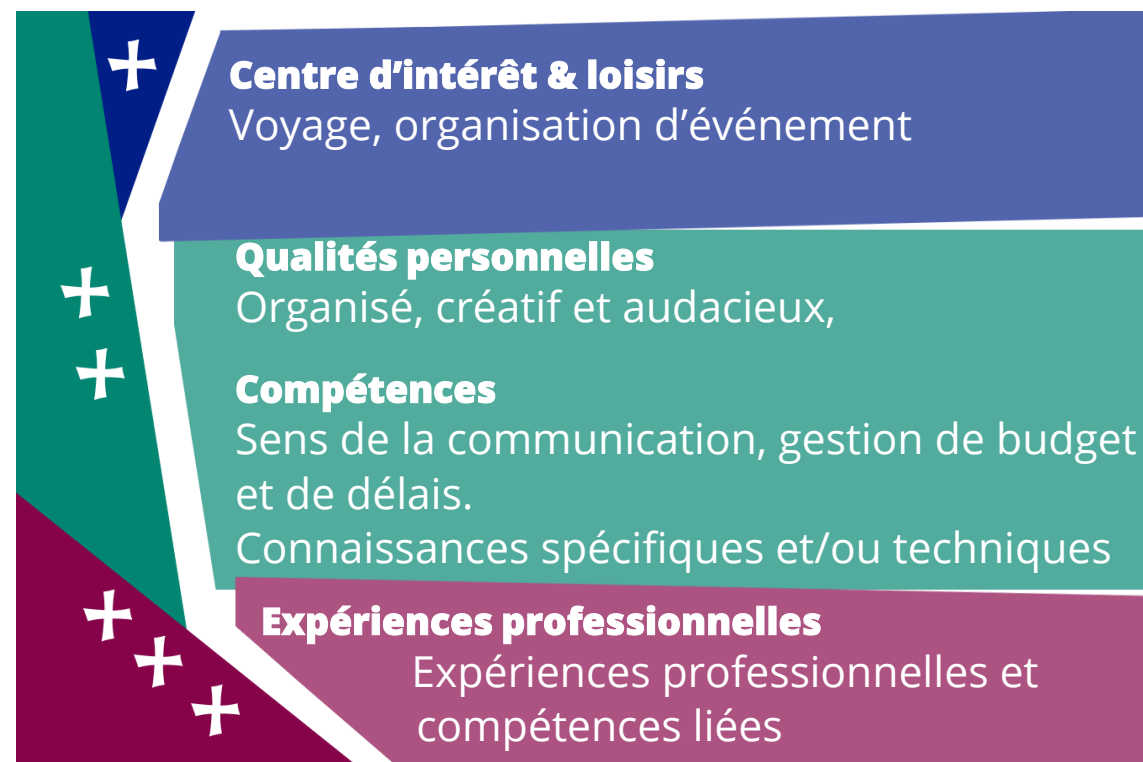 Centre d’intérêt & loisirs
Voyage, organisation d’événement
Qualités personnelles
Organisé, créatif et audacieux,
Compétences
Sens de la communication, gestion de budget
et de délais.
Connaissances spécifiques et/ou techniques
Expériences professionnelles
Expériences professionnelles et
compétences liées